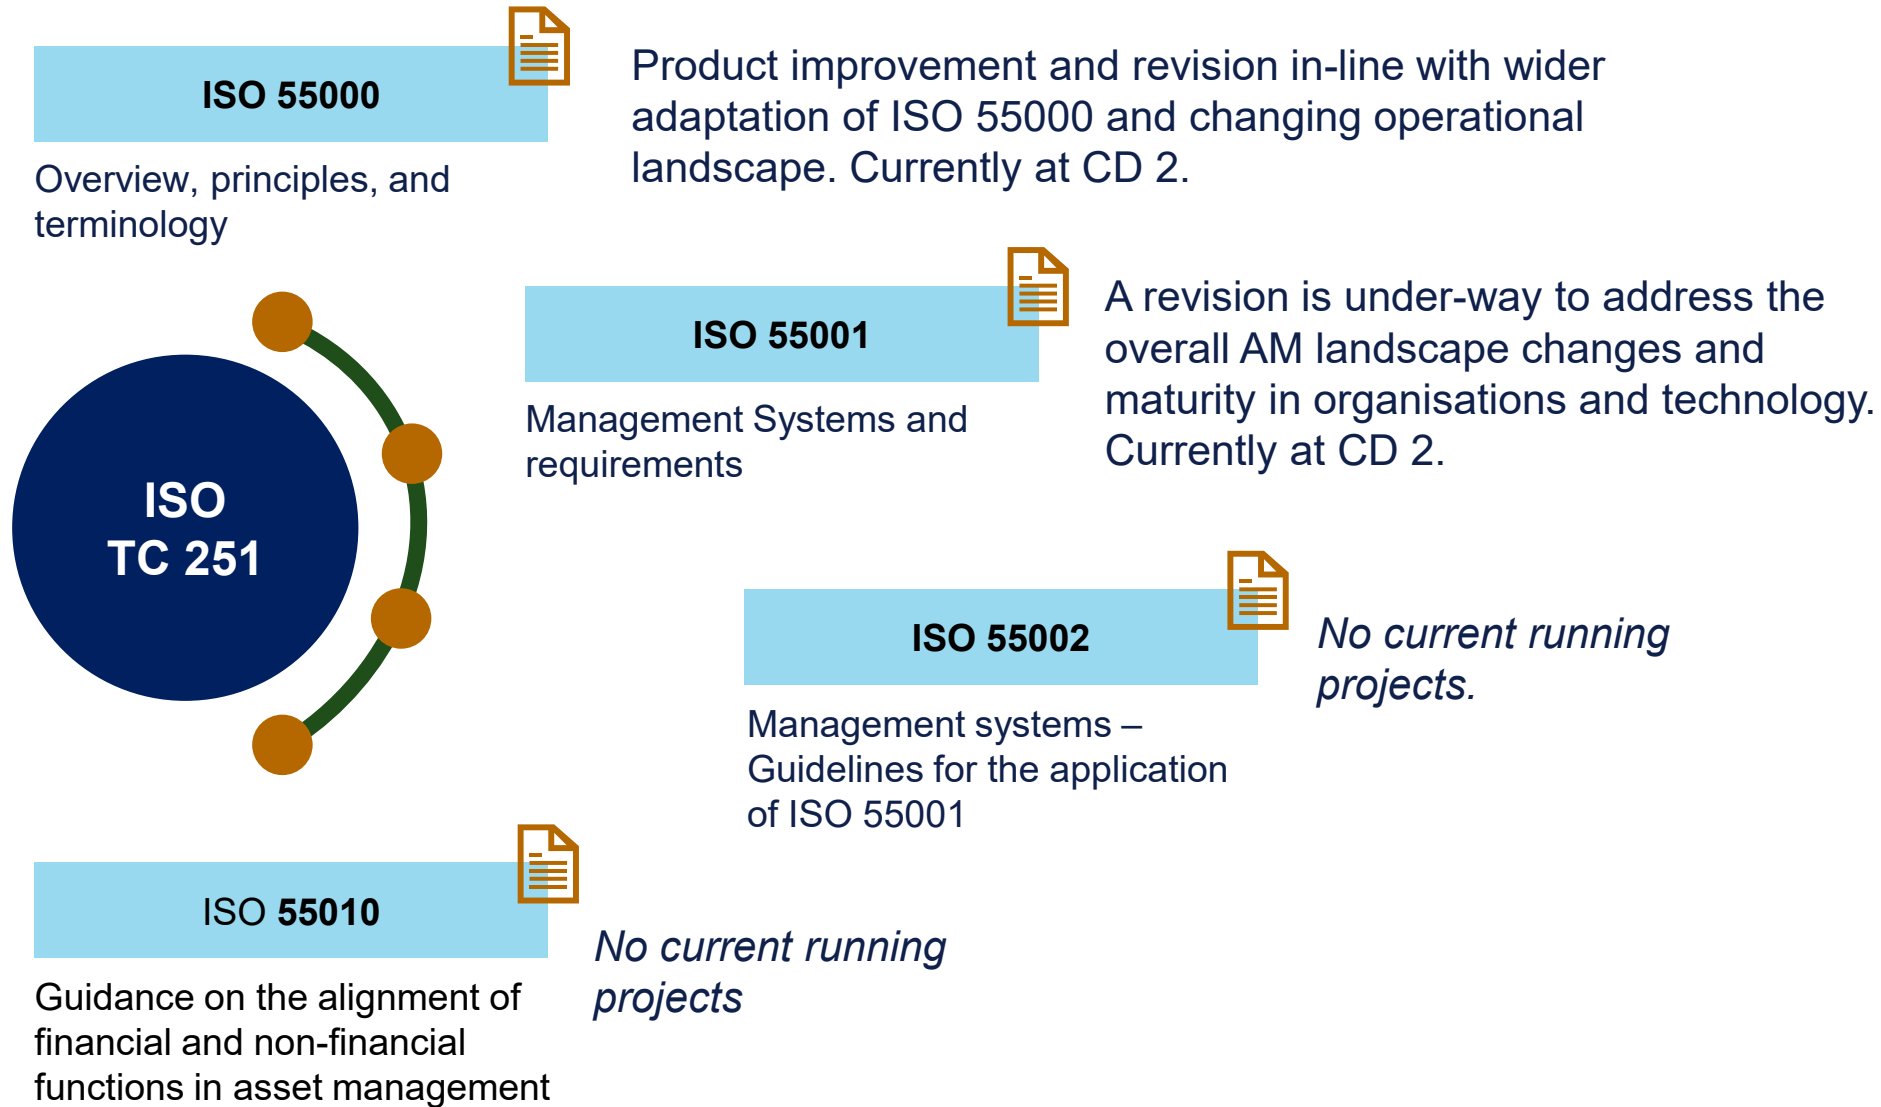 ISO 55000
Overview, principles, and
terminology
Product improvement and revision in-line with wider
adaptation of ISO 55000 and changing operational
landscape. Currently at CD 2.
ISO 55001
Management Systems and
requirements
A revision is under-way to address the
overall AM landscape changes and
maturity in organisations and technology.
Currently at CD 2.
ISO
TC 251
ISO 55002
Management systems –
Guidelines for the application
of ISO 55001
No current running
projects.
ISO 55010
Guidance on the alignment of
financial and non-financial
functions in asset management
No current running
projects